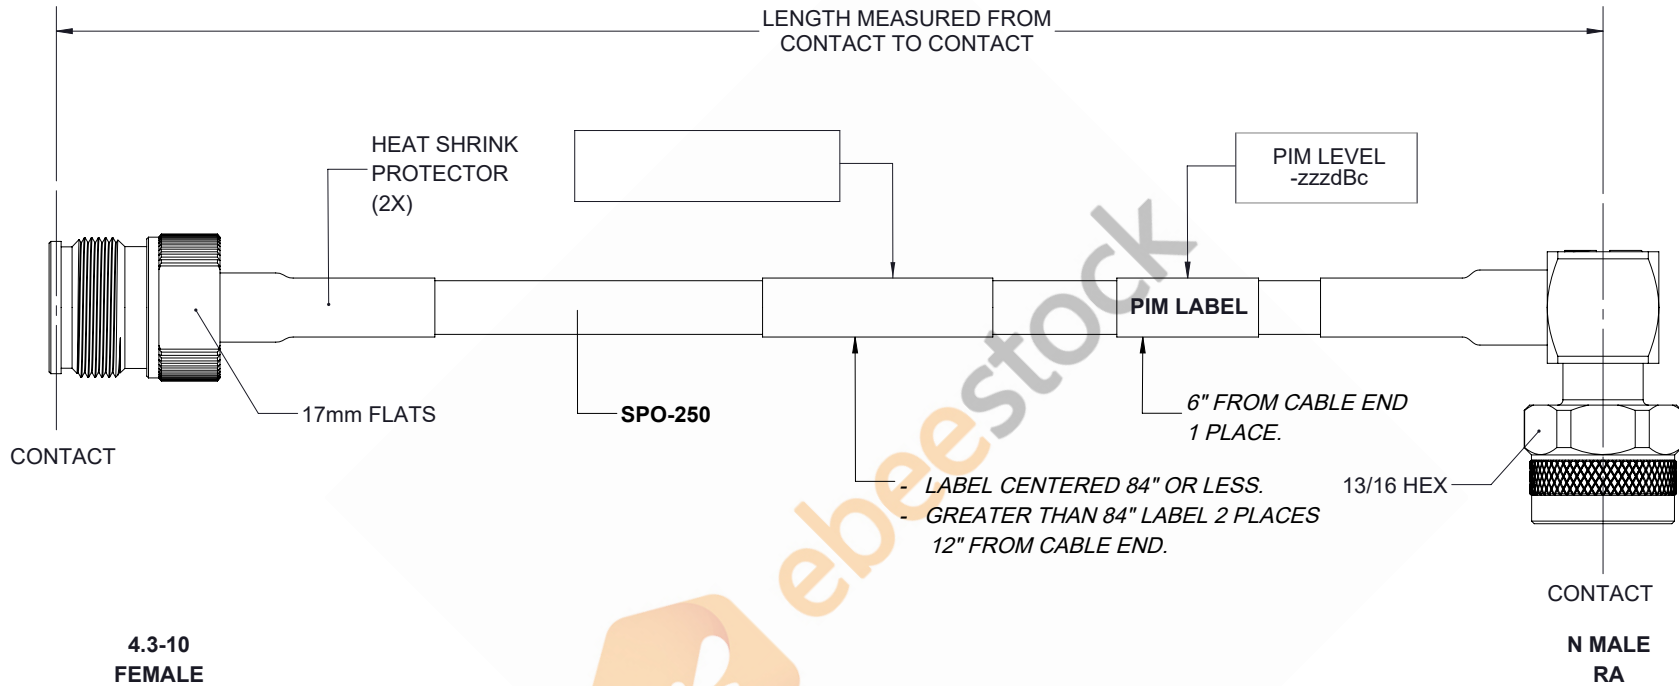 LENGTH MEASURED FROM
CONTACT TO CONTACT
HEAT SHRINK
PROTECTOR
(2X)
PIM LEVEL
-zzzdBc
PIM LABEL
17mm FLATS
SPO-250
6" FROM CABLE END
1 PLACE.
CONTACT
- LABEL CENTERED 84" OR LESS.
- GREATER THAN 84" LABEL 2 PLACES
12" FROM CABLE END.
13/16 HEX
CONTACT
4.3-10
FEMALE
N MALE
RA
ebeestock